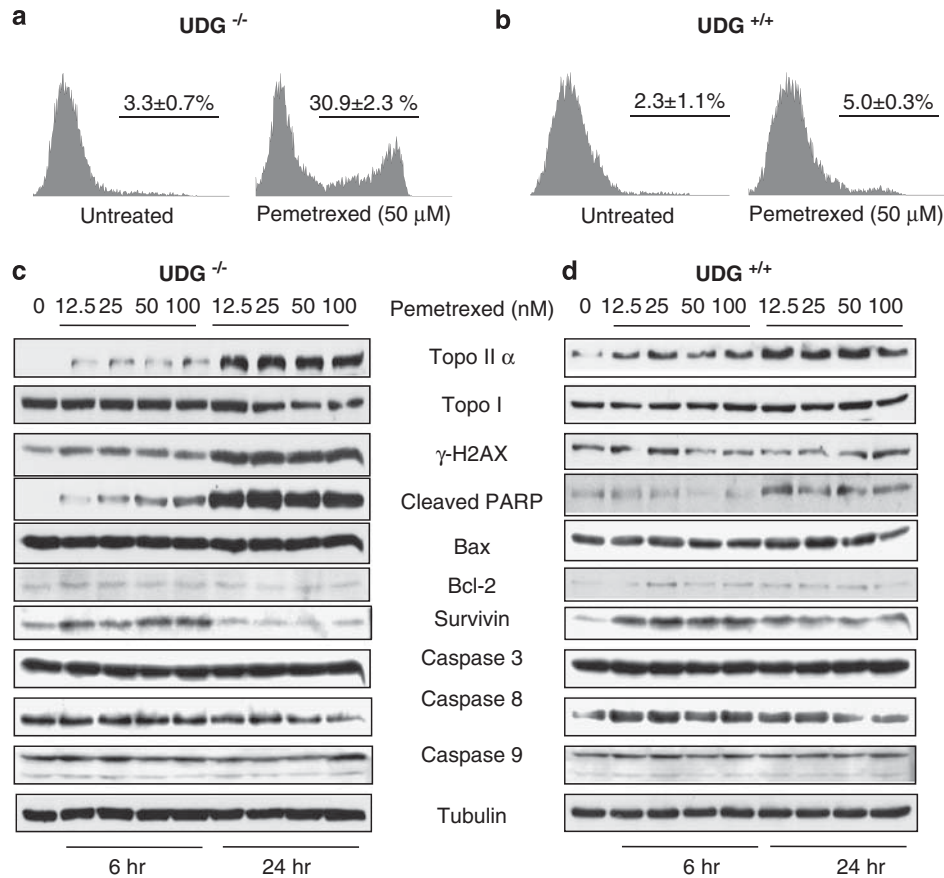 a
UDG -/-
3.3±0.7%
30.9±2.3 %
Untreated
Pemetrexed (50 μM)
b
UDG +/+
2.3±1.1%
5.0±0.3%
Untreated
Pemetrexed (50 μM)
c
UDG -/-
d
UDG +/+
0 12.5 25 50 100 12.5 25 50 100
Pemetrexed (nM)
0 12.5 25 50 100 12.5 25 50 100
Topo II α
Topo I
γ-H2AX
Cleaved PARP
Bax
Bcl-2
Survivin
Caspase 3
Caspase 8
Caspase 9
Tubulin
6 hr
24 hr
6 hr
24 hr